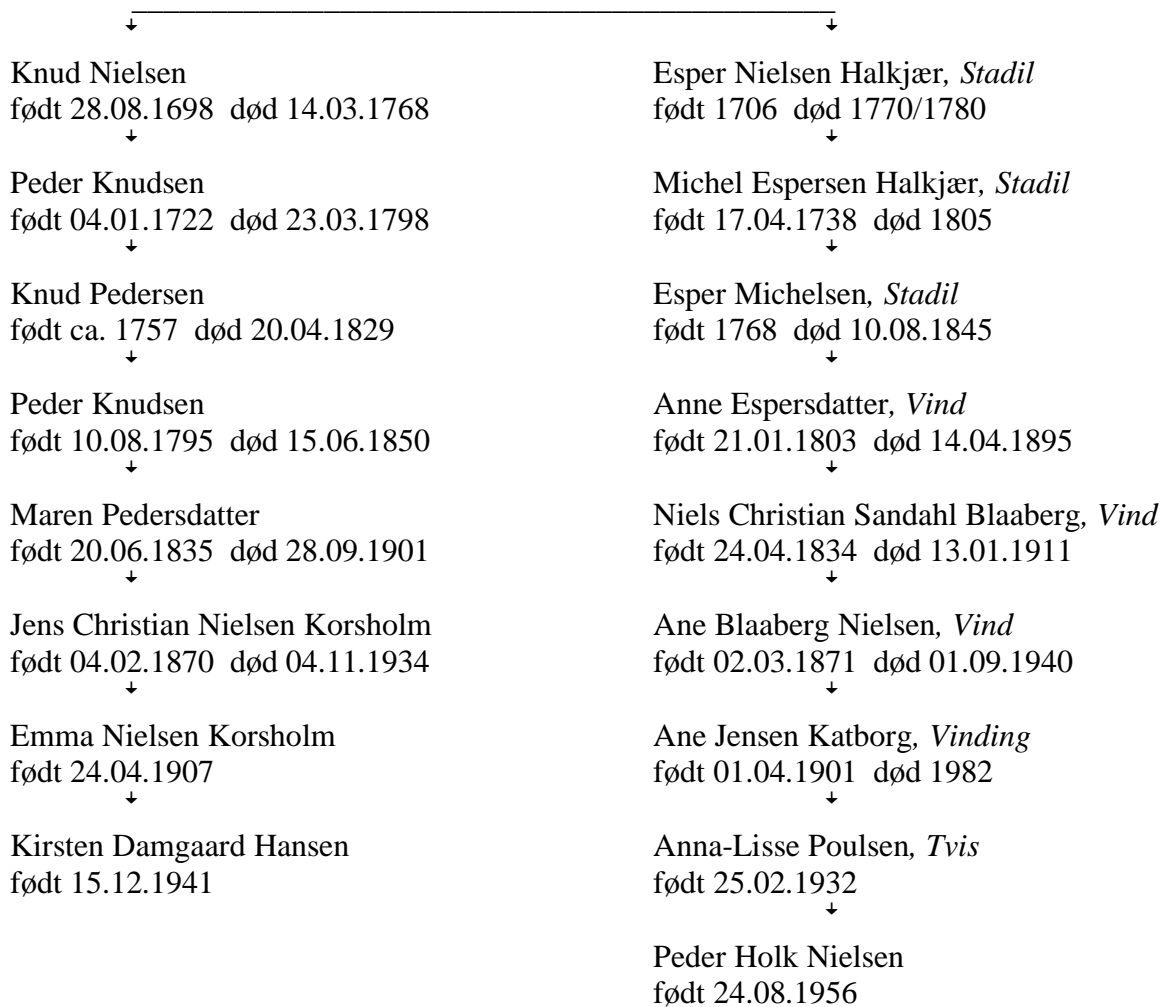 Knud Nielsen
født 28.08.1698 død 14.03.1768
Peder Knudsen
født 04.01.1722 død 23.03.1798
Knud Pedersen
født ca. 1757 død 20.04.1829
Peder Knudsen
født 10.08.1795 død 15.06.1850
Maren Pedersdatter
født 20.06.1835 død 28.09.1901
Jens Christian Nielsen Korsholm
født 04.02.1870 død 04.11.1934
Emma Nielsen Korsholm
født 24.04.1907
Kirsten Damgaard Hansen
født 15.12.1941
Esper Nielsen Halkjær, Stadil
født 1706 død 1770/1780
Michel Espersen Halkjær, Stadil
født 17.04.1738 død 1805
Esper Michelsen, Stadil
født 1768 død 10.08.1845
Anne Espersdatter, Vind
født 21.01.1803 død 14.04.1895
Niels Christian Sandahl Blaaberg, Vind
født 24.04.1834 død 13.01.1911
Ane Blaaberg Nielsen, Vind
født 02.03.1871 død 01.09.1940
Ane Jensen Katborg, Vinding
født 01.04.1901 død 1982
Anna-Lisse Poulsen, Tvis
født 25.02.1932
Peder Holk Nielsen
født 24.08.1956